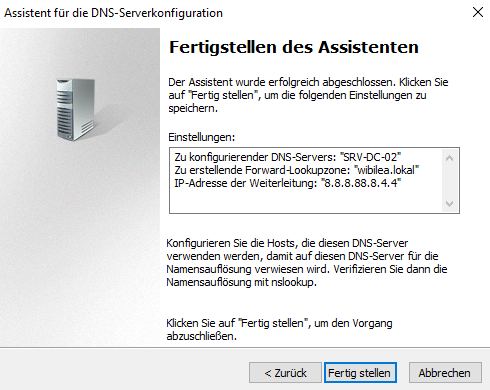 Assistent für die DNS-Serverkonfiguration
Fertigstellen des Assistenten
Der Assistent wurde erfolgreich abgeschlossen. Klicken Sie
auf "Fertig stellen", um die folgenden Einstellungen zu
speichern.
Einstellungen:
Zu konfigurierender DNS-Servers: "SRV-DC-02"
Zu erstellende Forward-Lookupzone: "wibilea.lokal"
IP-Adresse der Weiterleitung: "8.8.8.88.8.4.4"
Konfigurieren Sie die Hosts, die diesen DNS-Server
verwenden werden, damit auf diesen DNS-Server für die
Namensauflösung verwiesen wird. Verifizieren Sie dann die
Namensauflösung mit nslookup.
Klicken Sie auf "Fertig stellen", um den Vorgang
abzuschließen.
< Zurück Fertig stellen Abbrechen